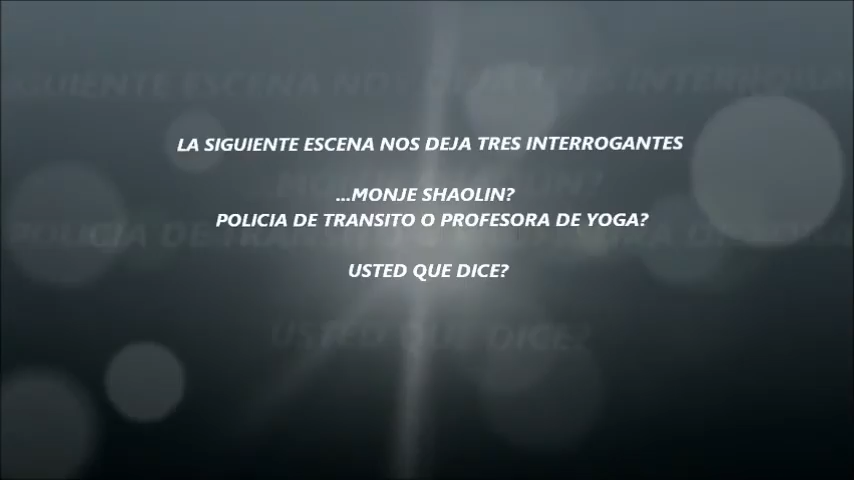 LA SIGUIENTE ESCENA NOS DEJA TRES INTERROGANTES
...MONJE SHAOLIN?
POLICIA DE TRANSITO O PROFESORA DE YOGA?
USTED QUE DICE?